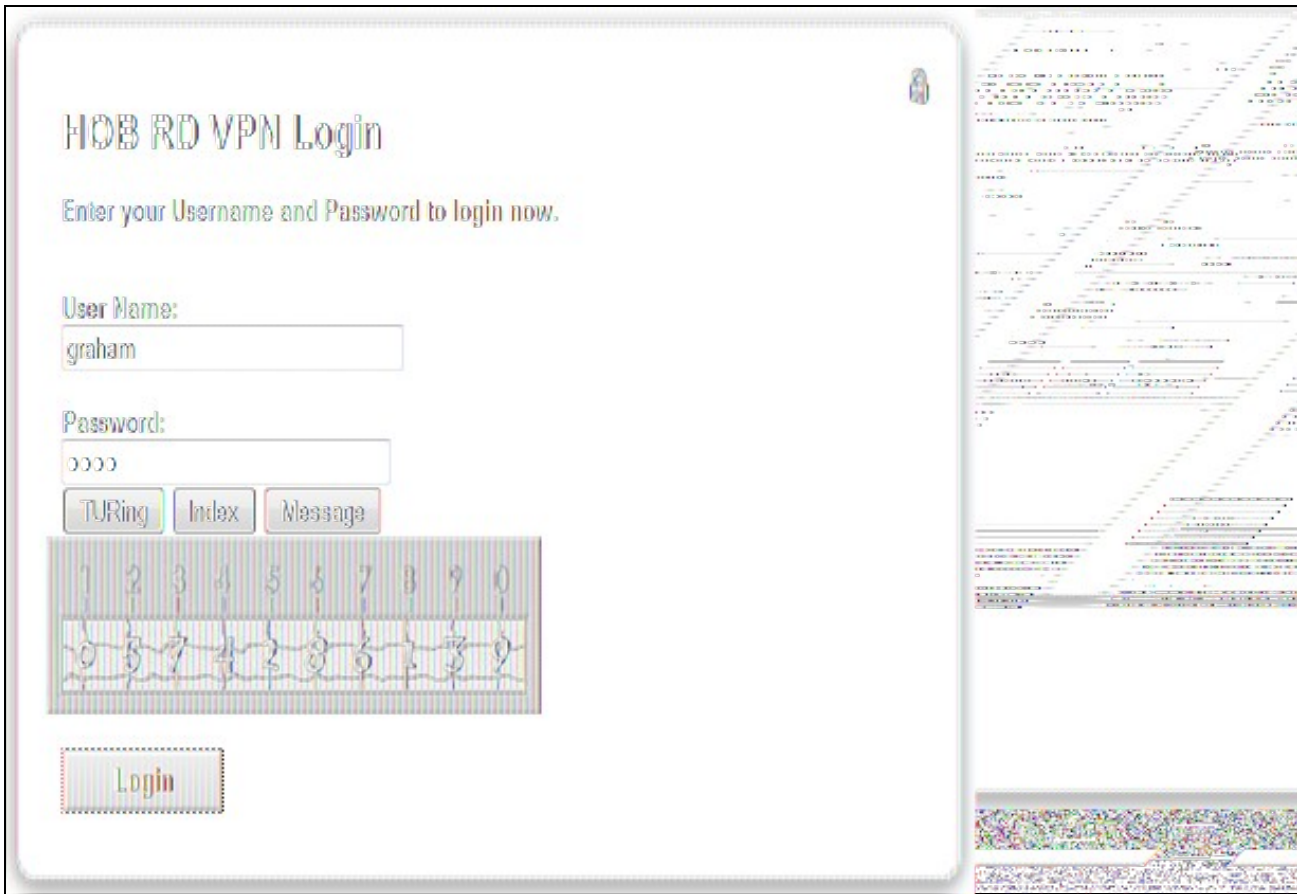 HOB RD VPN Login
Enter your Username and Password to login now.
User Name:
graham
Password:
TURing Index Message
1 2 3 4 5 6 7 8 9 0
0 5 7 4 2 8 6 1 3 9
Login